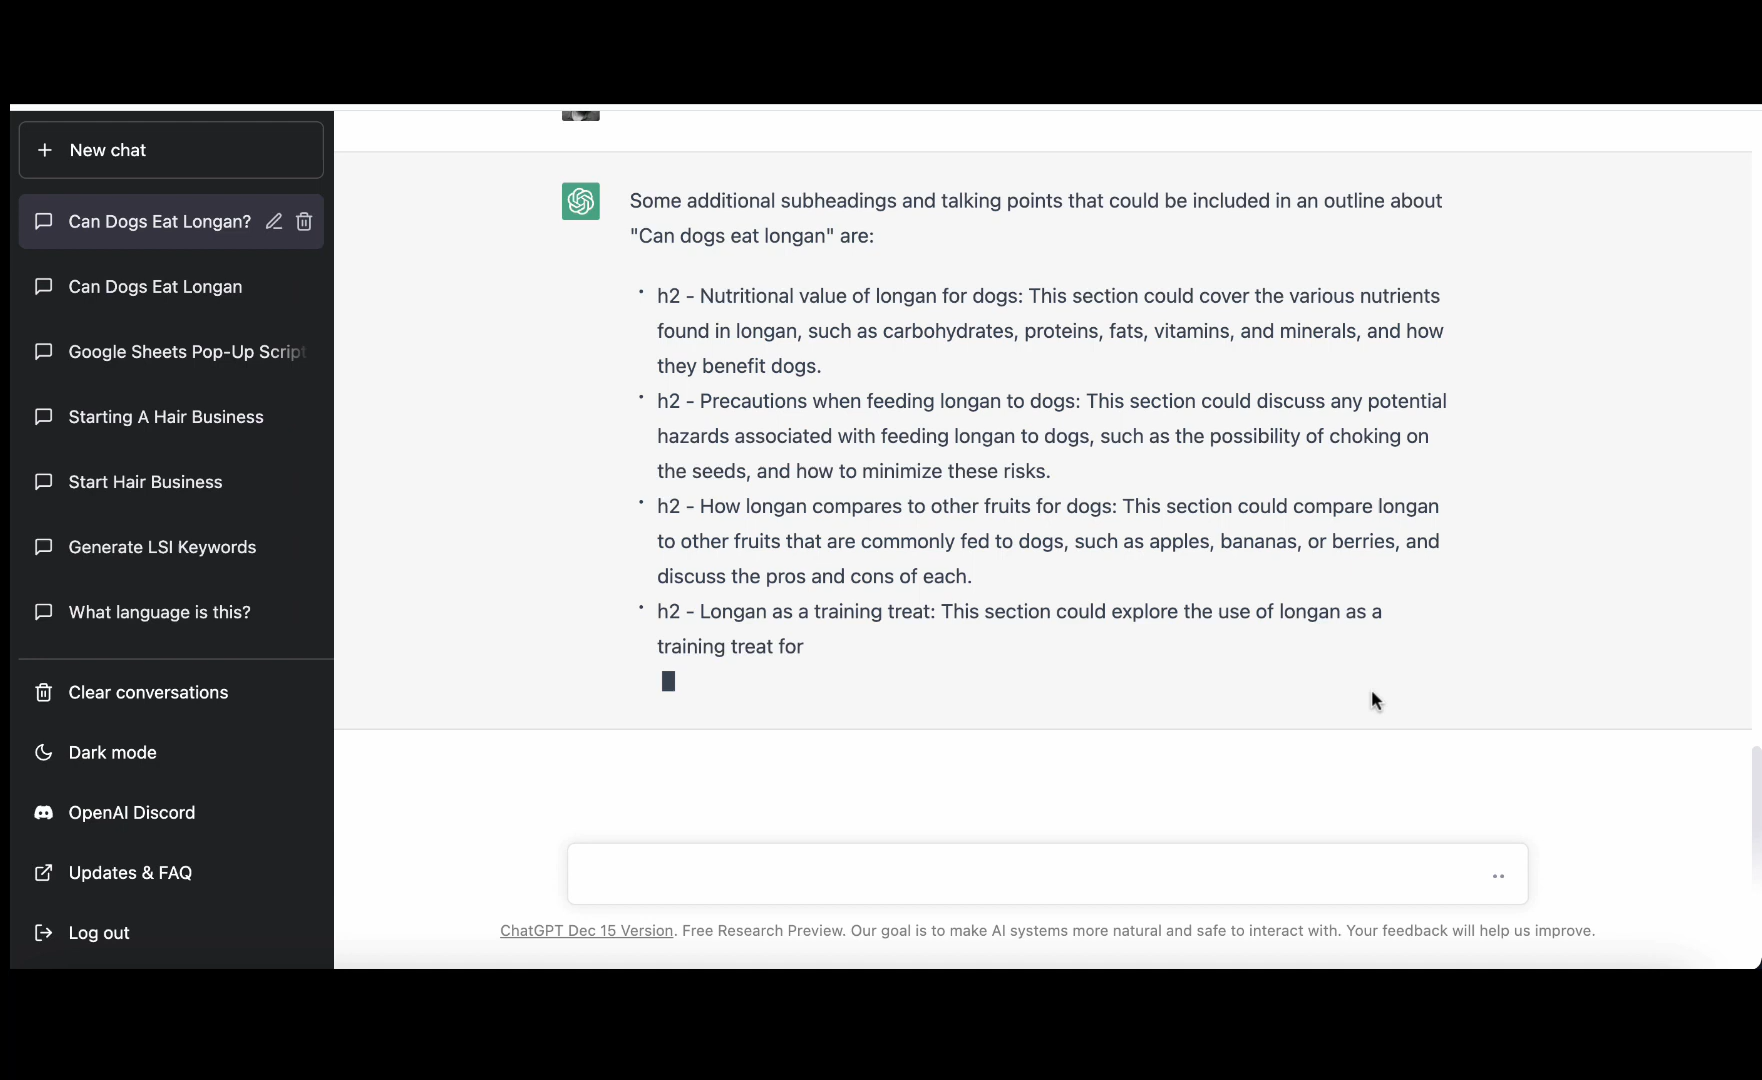 New chat
Can Dogs Eat Longan?
Can Dogs Eat Longan
Google Sheets Pop-Up Script
Starting A Hair Business
Start Hair Business
Generate LSI Keywords
What language is this?
Clear conversations
Dark mode
OpenAI Discord
Updates & FAQ
Log out
Some additional subheadings and talking points that could be included in an outline about
"Can dogs eat longan" are:
• h2 - Nutritional value of longan for dogs: This section could cover the various nutrients
found in longan, such as carbohydrates, proteins, fats, vitamins, and minerals, and how
they benefit dogs.
• h2 - Precautions when feeding longan to dogs: This section could discuss any potential
hazards associated with feeding longan to dogs, such as the possibility of choking on
the seeds, and how to minimize these risks.
• h2 - How longan compares to other fruits for dogs: This section could compare longan
to other fruits that are commonly fed to dogs, such as apples, bananas, or berries, and
discuss the pros and cons of each.
• h2 - Longan as a training treat: This section could explore the use of longan as a
training treat for
ChatGPT Dec 15 Version. Free Research Preview. Our goal is to make AI systems more natural and safe to interact with. Your feedback will help us improve.